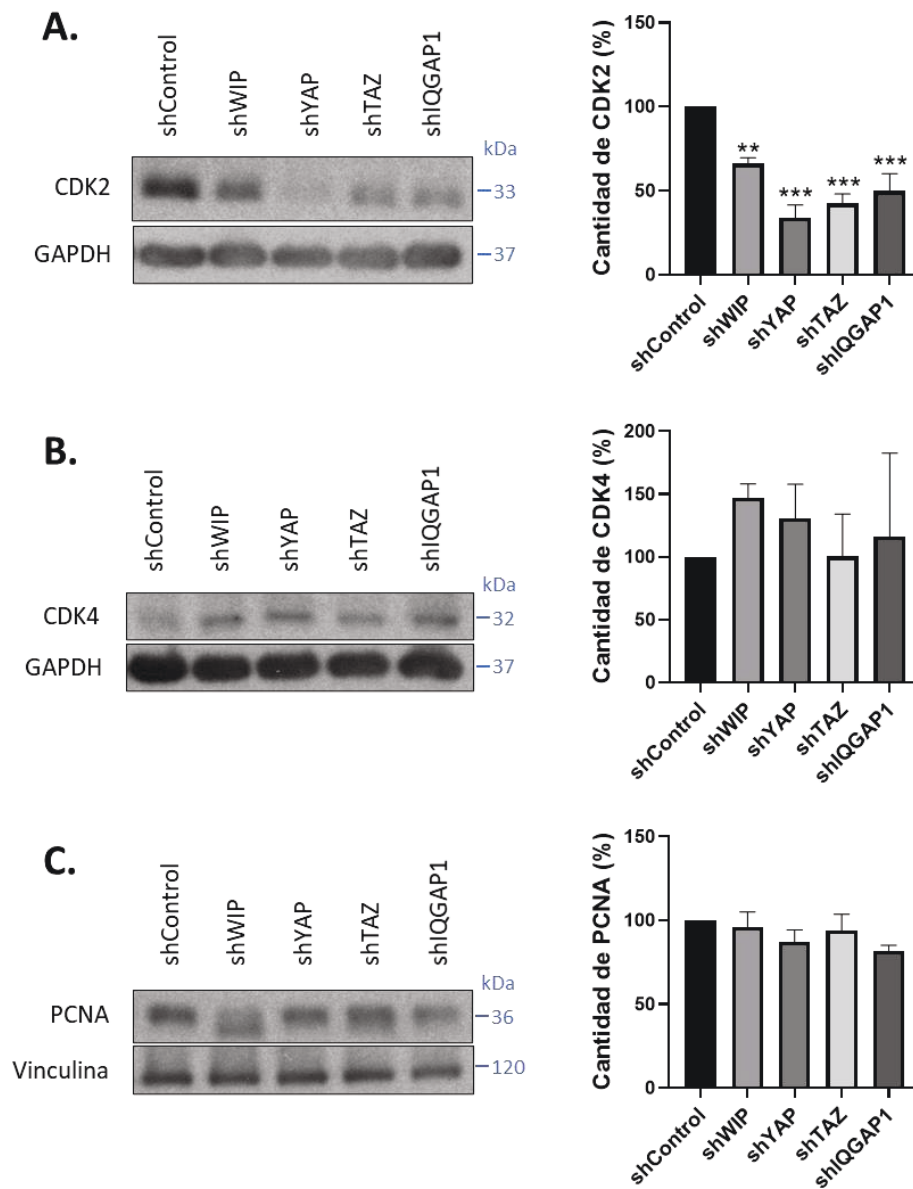 A.
shControl
shWIP
shYAP
shTAZ
shIQGAP1
kDa
CDK2
33
GAPDH
37
Cantidad de CDK2 (%)
150
100
50
0
** *** *** ***
shControl
shWIP
shYAP
shTAZ
shIQGAP1
B.
shControl
shWIP
shYAP
shTAZ
shIQGAP1
kDa
CDK4
32
GAPDH
37
Cantidad de CDK4 (%)
200
150
100
50
0
shControl
shWIP
shYAP
shTAZ
shIQGAP1
C.
shControl
shWIP
shYAP
shTAZ
shIQGAP1
kDa
PCNA
36
Vinculina
120
Cantidad de PCNA (%)
150
100
50
0
shControl
shWIP
shYAP
shTAZ
shIQGAP1